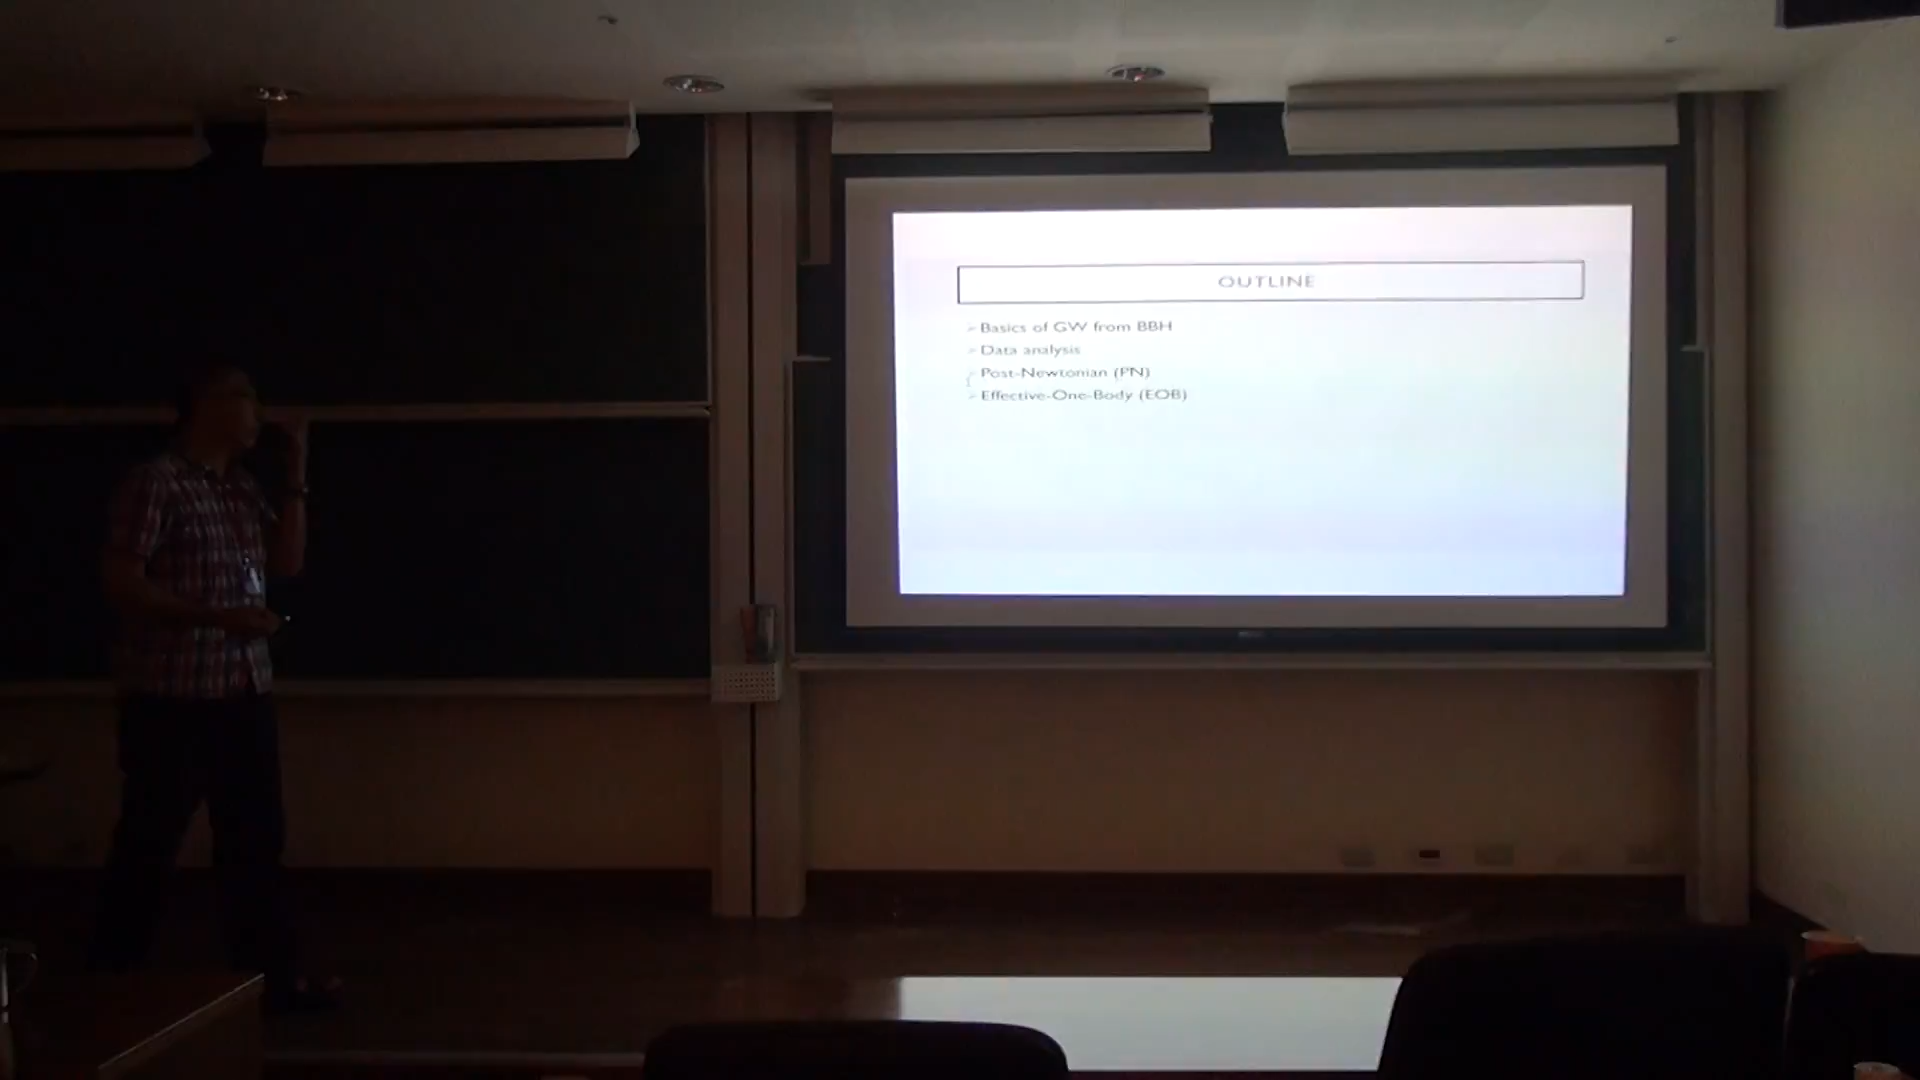 OUTLINE
Basics of GW from BBH
Data analysis
Post-Newtonian (PN)
Effective-One-Body (EOB)